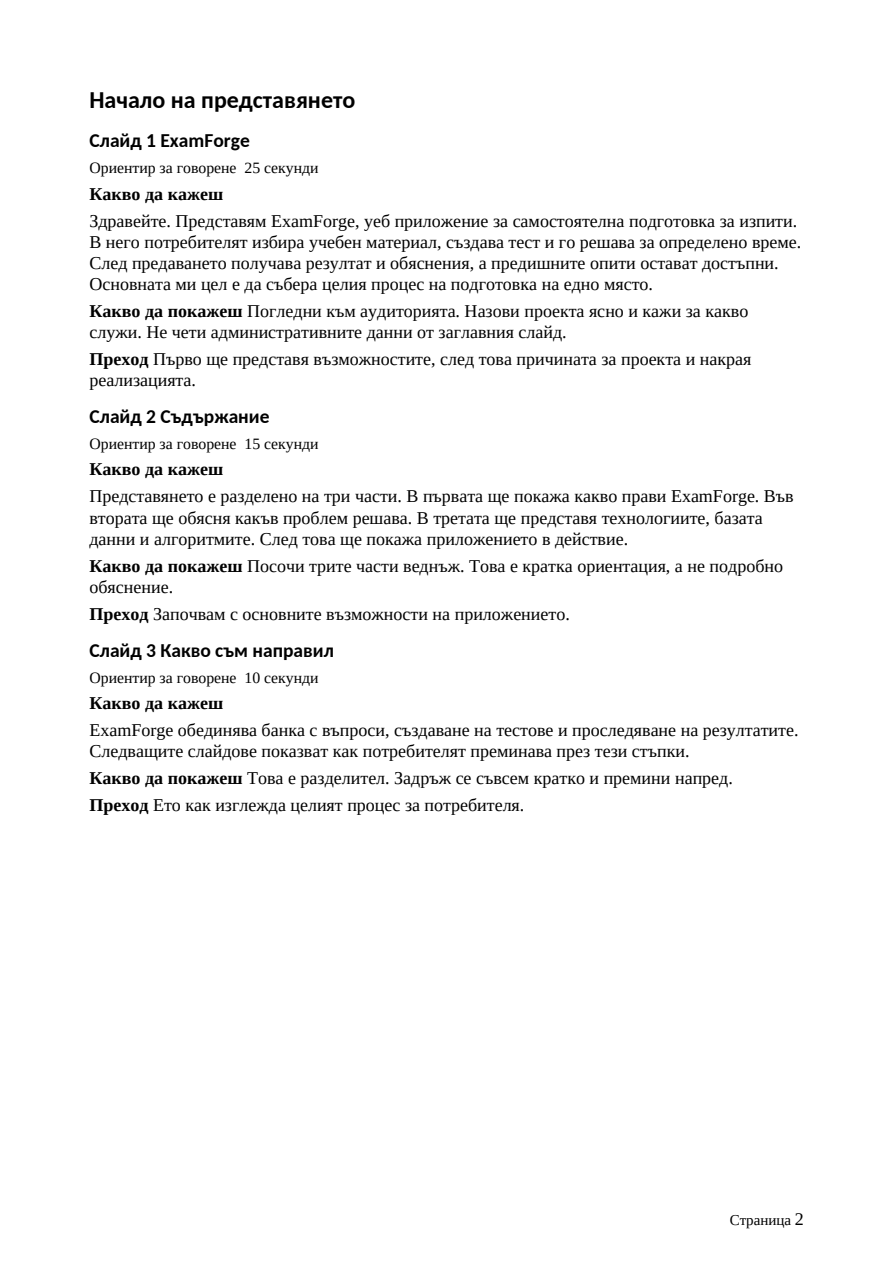 Начало на представянето
Слайд 1 ExamForge
Ориентир за говорене  25 секунди
Какво да кажеш
Здравейте. Представям ExamForge, уеб приложение за самостоятелна подготовка за изпити.
В него потребителят избира учебен материал, създава тест и го решава за определено време.
След предаването получава резултат и обяснения, а предишните опити остават достъпни.
Основната ми цел е да събера целия процес на подготовка на едно място.
Какво да покажеш Погледни към аудиторията. Назови проекта ясно и кажи за какво
служи. Не чети административните данни от заглавния слайд.
Преход Първо ще представя възможностите, след това причината за проекта и накрая
реализацията.
Слайд 2 Съдържание
Ориентир за говорене  15 секунди
Какво да кажеш
Представянето е разделено на три части. В първата ще покажа какво прави ExamForge. Във
втората ще обясня какъв проблем решава. В третата ще представя технологиите, базата
данни и алгоритмите. След това ще покажа приложението в действие.
Какво да покажеш Посочи трите части веднъж. Това е кратка ориентация, а не подробно
обяснение.
Преход Започвам с основните възможности на приложението.
Слайд 3 Какво съм направил
Ориентир за говорене  10 секунди
Какво да кажеш
ExamForge обединява банка с въпроси, създаване на тестове и проследяване на резултатите.
Следващите слайдове показват как потребителят преминава през тези стъпки.
Какво да покажеш Това е разделител. Задръж се съвсем кратко и премини напред.
Преход Ето как изглежда целият процес за потребителя.
Страница 2